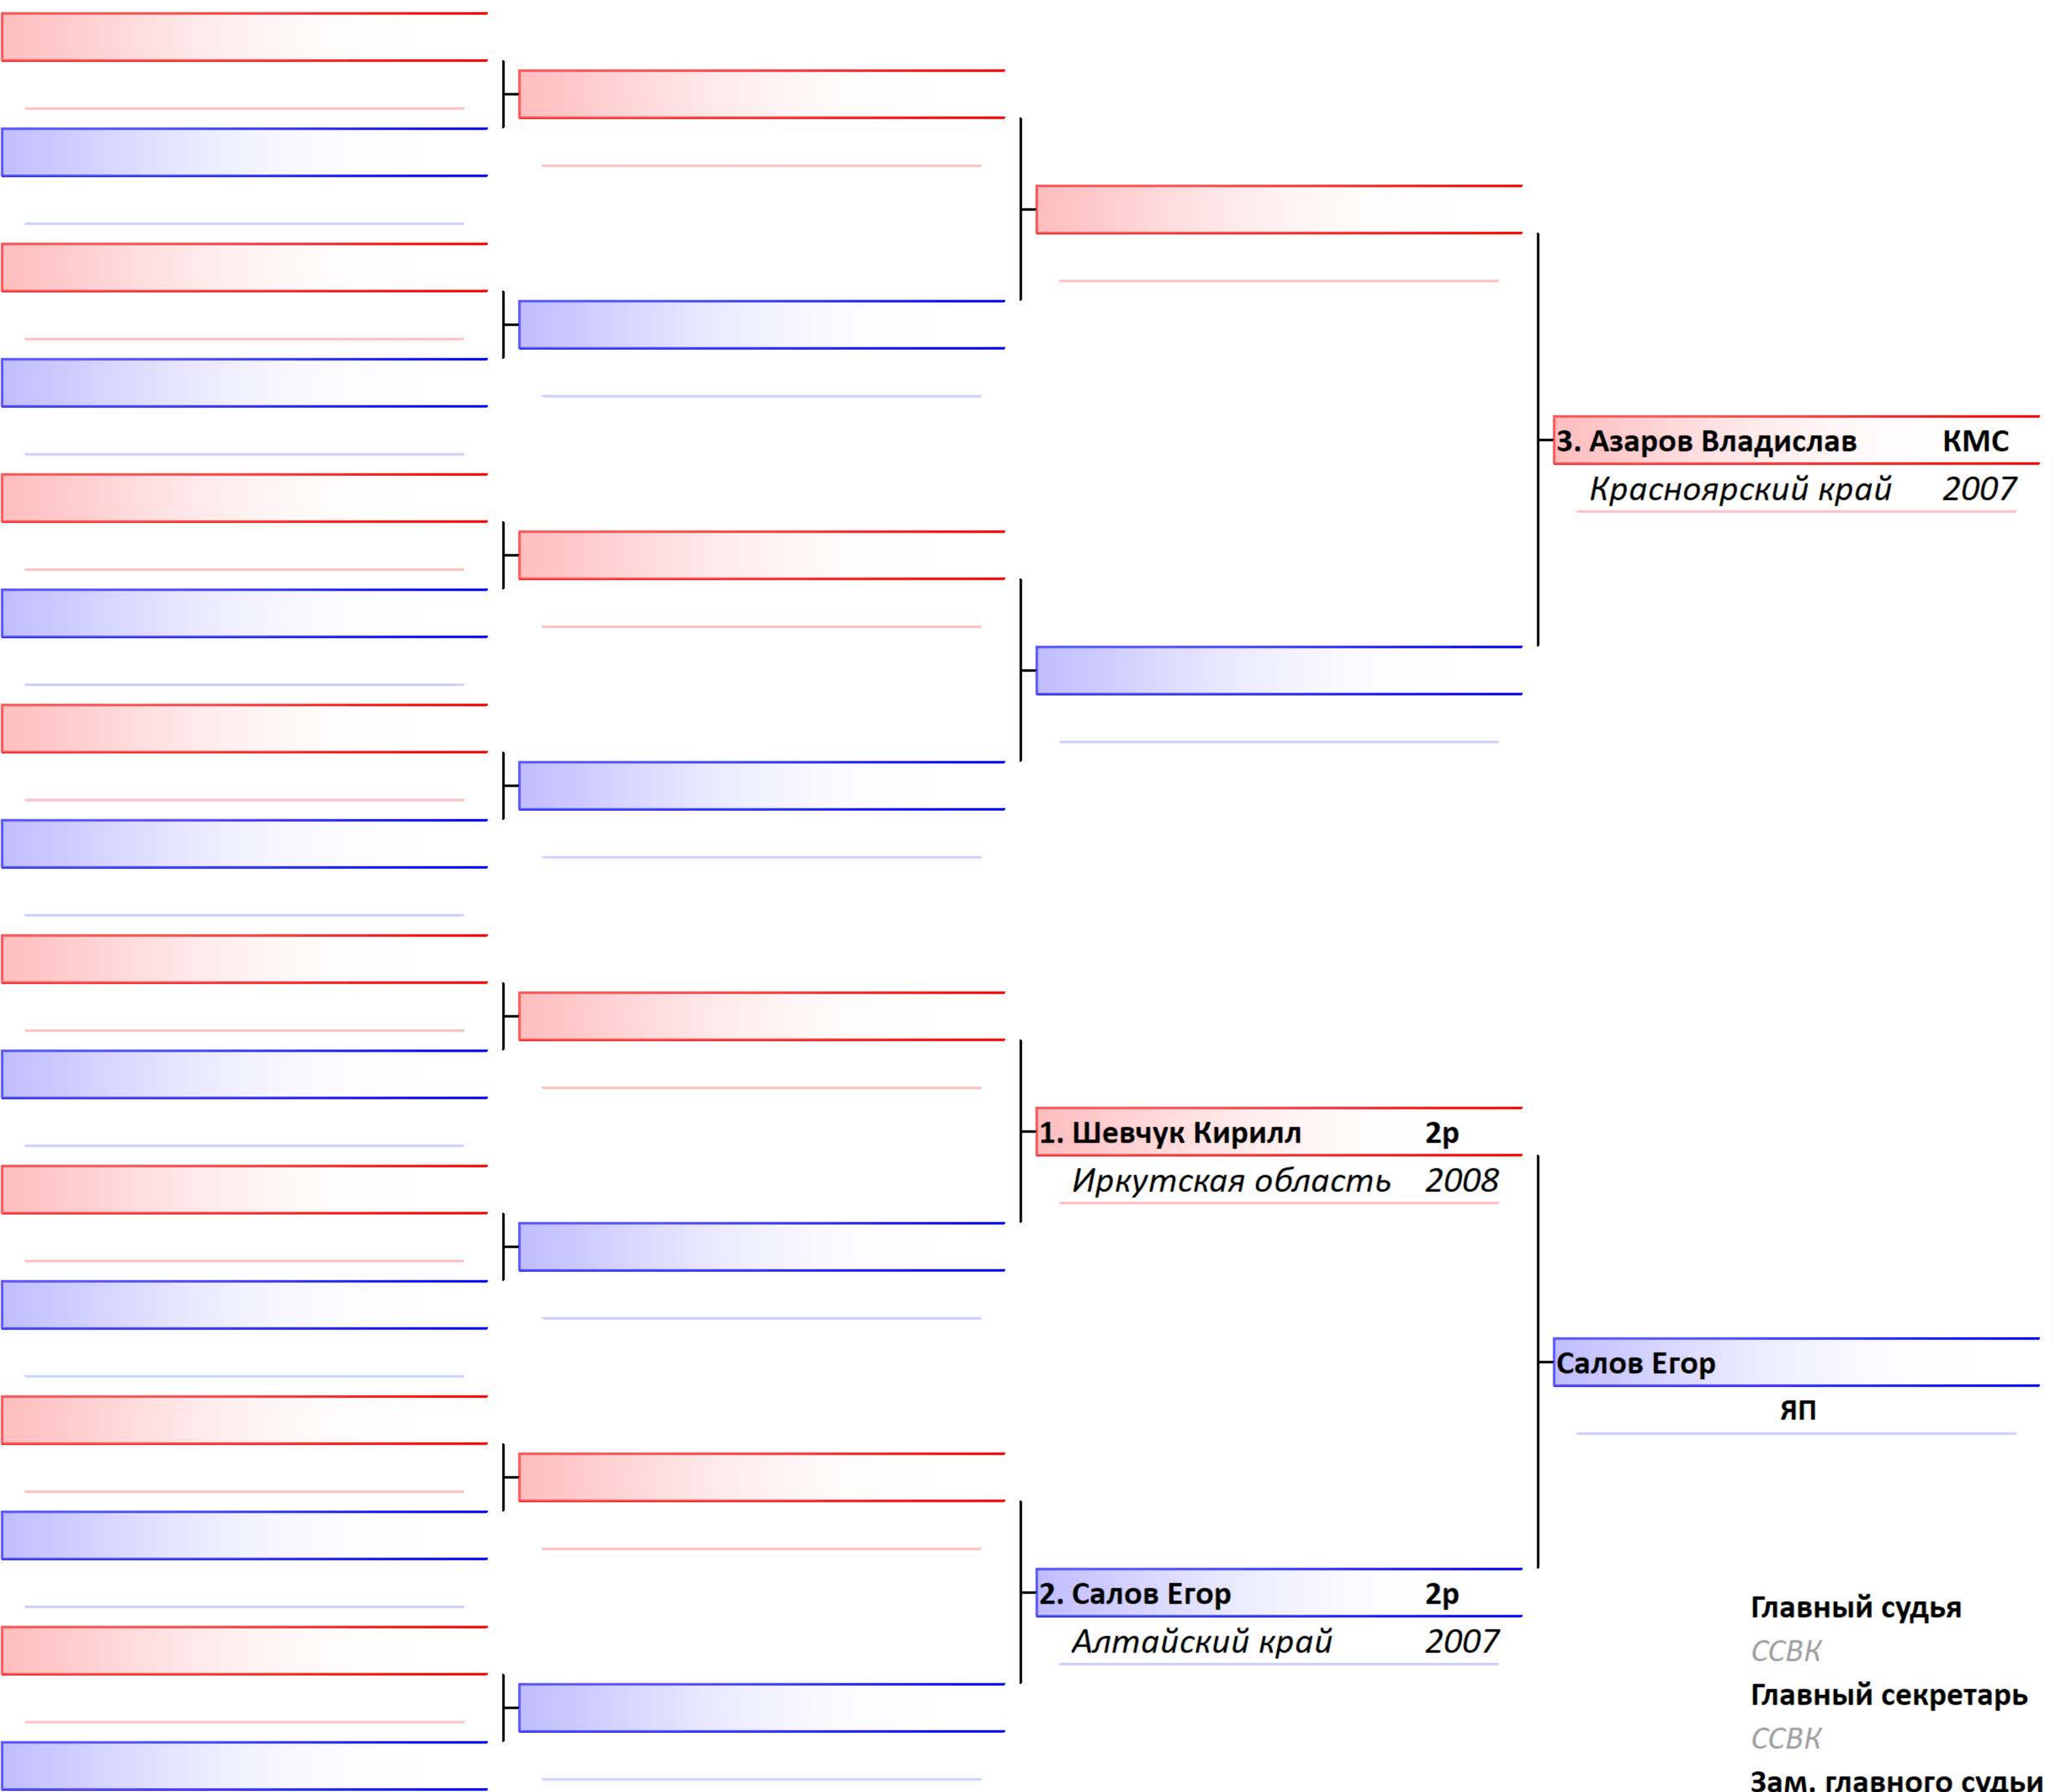 3. Азаров Владислав КМС
Красноярский край 2007
1. Шевчук Кирилл 2р
Иркутская область 2008
Салов Егор
ЯП
2. Салов Егор 2р
Алтайский край 2007
Главный судья
ССВК
Главный секретарь
ССВК
Зам. главного судьи